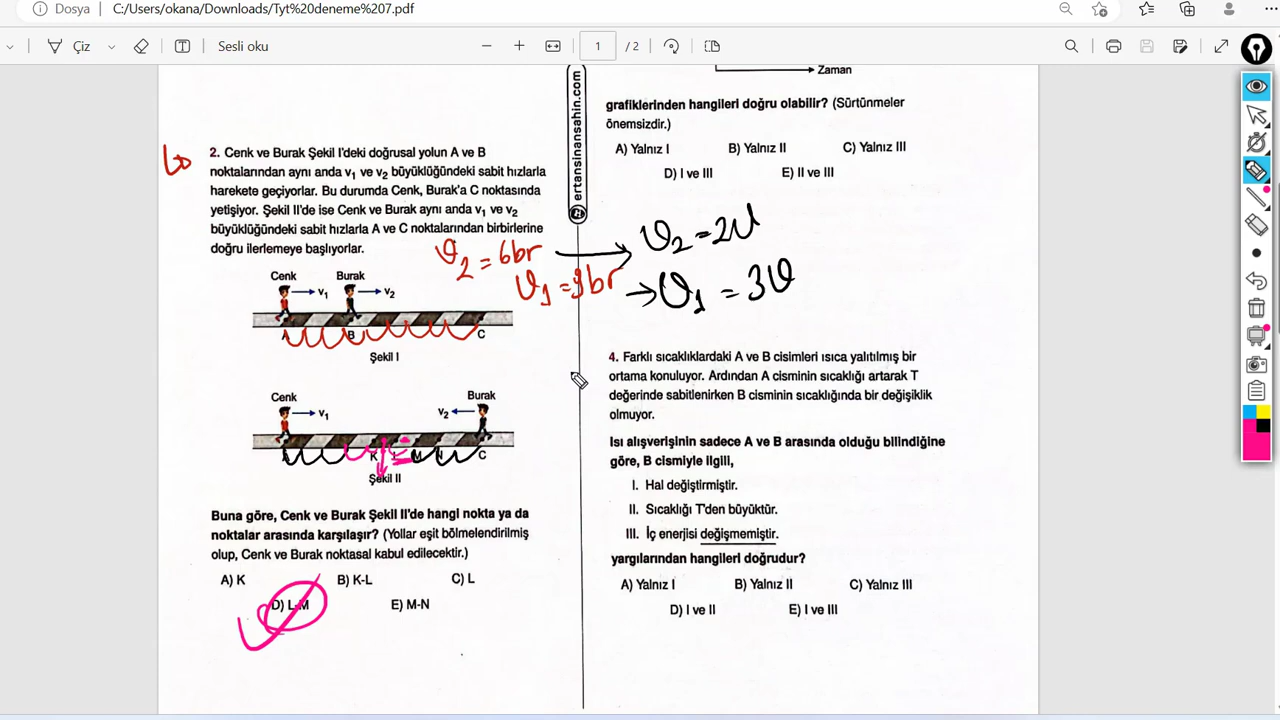 Dosya
C:/Users/okana/Downloads/Tyt%20deneme%207.pdf
Çiz
Sesli oku
1
/ 2
2. Cenk ve Burak Şekil I'deki doğrusal yolun A ve B
noktalarından aynı anda v₁ ve v₂ büyüklüğündeki sabit hızlarla
harekete geçiyorlar. Bu durumda Cenk, Burak'a C noktasında
yetişiyor. Şekil II'de ise Cenk ve Burak aynı anda v₁ ve v₂
büyüklüğündeki sabit hızlarla A ve C noktalarından birbirlerine
doğru ilerlemeye başlıyorlar.
ϑ₂ = 6br
ϑ₁ = 9br
Cenk
Burak
v₁
v₂
A
B
C
Şekil I
Cenk
Burak
v₁
v₂
A
K
L
M
N
C
Şekil II
Buna göre, Cenk ve Burak Şekil II'de hangi nokta ya da
noktalar arasında karşılaşır? (Yollar eşit bölmelendirilmiş
olup, Cenk ve Burak noktasal kabul edilecektir.)
A) K
B) K-L
C) L
D) L-M
E) M-N
ertansinansahin.com
Zaman
grafiklerinden hangileri doğru olabilir? (Sürtünmeler
önemsizdir.)
A) Yalnız I
B) Yalnız II
C) Yalnız III
D) I ve III
E) II ve III
ϑ₂ = 2ϑ
ϑ₁ = 3ϑ
4. Farklı sıcaklıklardaki A ve B cisimleri ısıca yalıtılmış bir
ortama konuluyor. Ardından A cisminin sıcaklığı artarak T
değerinde sabitlenirken B cisminin sıcaklığında bir değişiklik
olmuyor.
Isı alışverişinin sadece A ve B arasında olduğu bilindiğine
göre, B cismiyle ilgili,
I. Hal değiştirmiştir.
II. Sıcaklığı T'den büyüktür.
III. İç enerjisi değişmemiştir.
yargılarından hangileri doğrudur?
A) Yalnız I
B) Yalnız II
C) Yalnız III
D) I ve II
E) I ve III